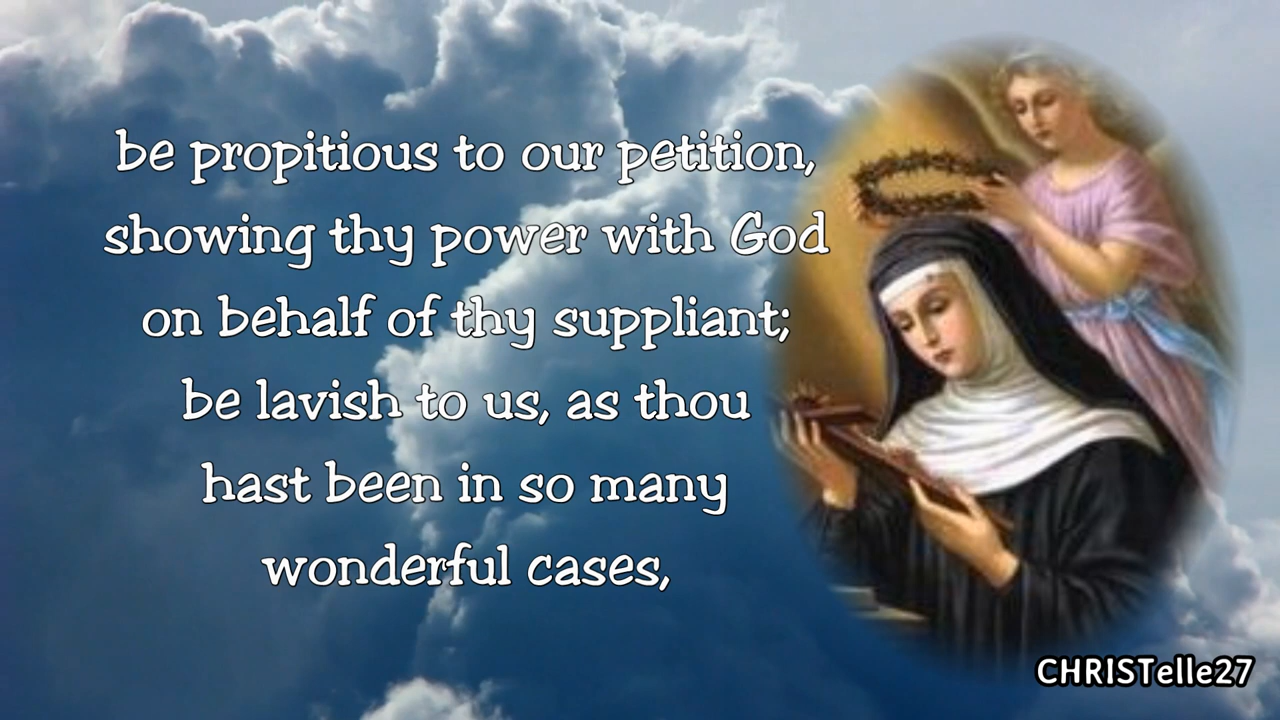 be propitious to our petition,
showing thy power with God
on behalf of thy suppliant;
be lavish to us, as thou
hast been in so many
wonderful cases,
CHRISTelle27